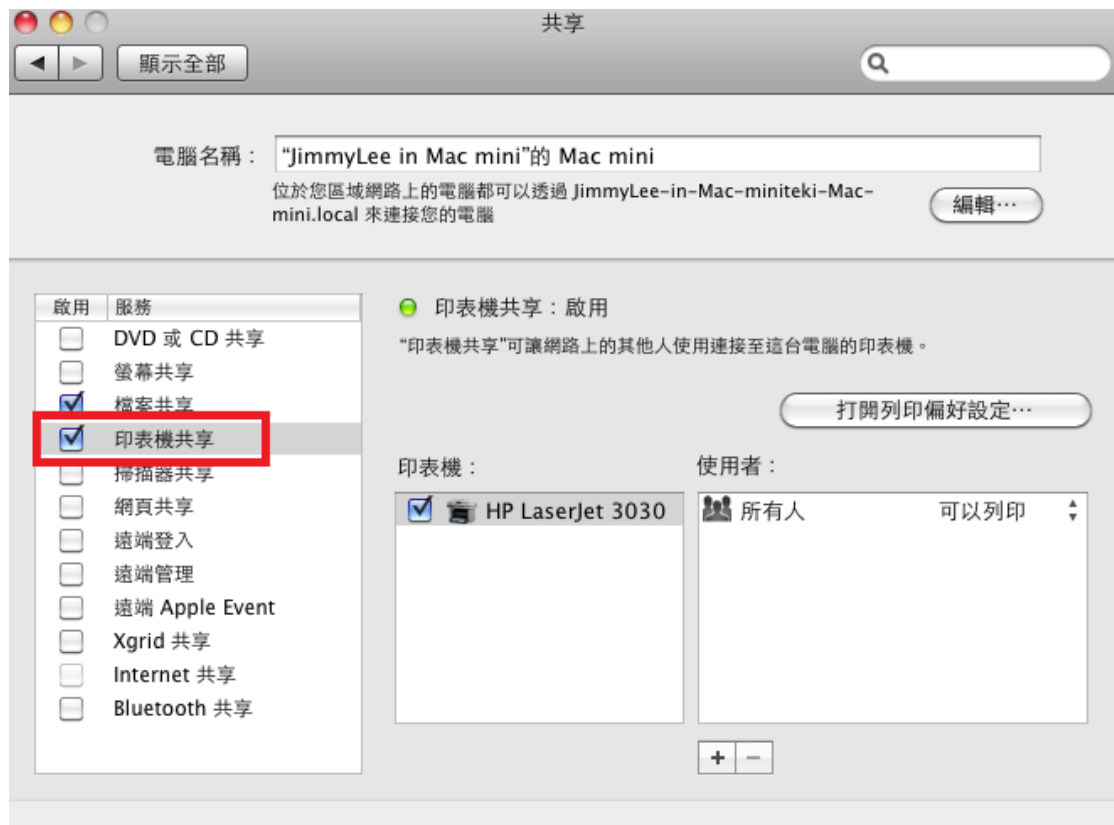 共享
顯示全部
電腦名稱：
“JimmyLee in Mac mini”的 Mac mini
位於您區域網路上的電腦都可以透過 JimmyLee-in-Mac-miniteki-Mac-
mini.local 來連接您的電腦
編輯…
啟用 服務
DVD 或 CD 共享
螢幕共享
檔案共享
印表機共享
掃描器共享
網頁共享
遠端登入
遠端管理
遠端 Apple Event
Xgrid 共享
Internet 共享
Bluetooth 共享
印表機共享：啟用
“印表機共享”可讓網路上的其他人使用連接至這台電腦的印表機。
打開列印偏好設定…
印表機：
HP LaserJet 3030
使用者：
所有人 可以列印